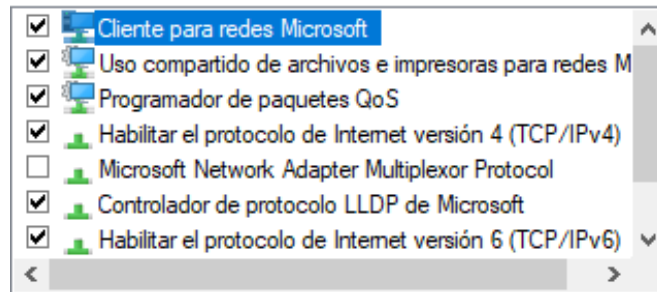 Cliente para redes Microsoft
Uso compartido de archivos e impresoras para redes M
Programador de paquetes QoS
Habilitar el protocolo de Internet versión 4 (TCP/IPv4)
Microsoft Network Adapter Multiplexor Protocol
Controlador de protocolo LLDP de Microsoft
Habilitar el protocolo de Internet versión 6 (TCP/IPv6)